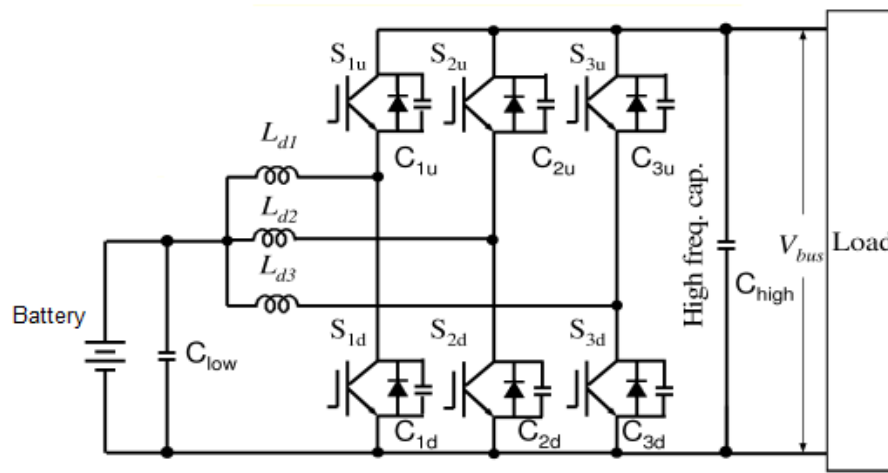 S1u S2u S3u
C1u C2u C3u
Ld1
Ld2
Ld3
High freq. cap.
Vbus
Load
Chigh
Battery
Clow
S1d S2d S3d
C1d C2d C3d